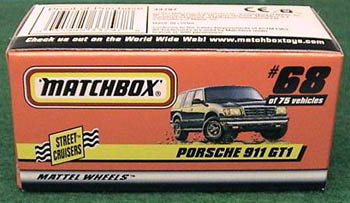 Check us out on the World Wide Web! www.matchboxtoys.com
MATCHBOX®
#68
of 75 vehicles
STREET
CRUISERS
PORSCHE 911 GT1
MATTEL WHEELS™